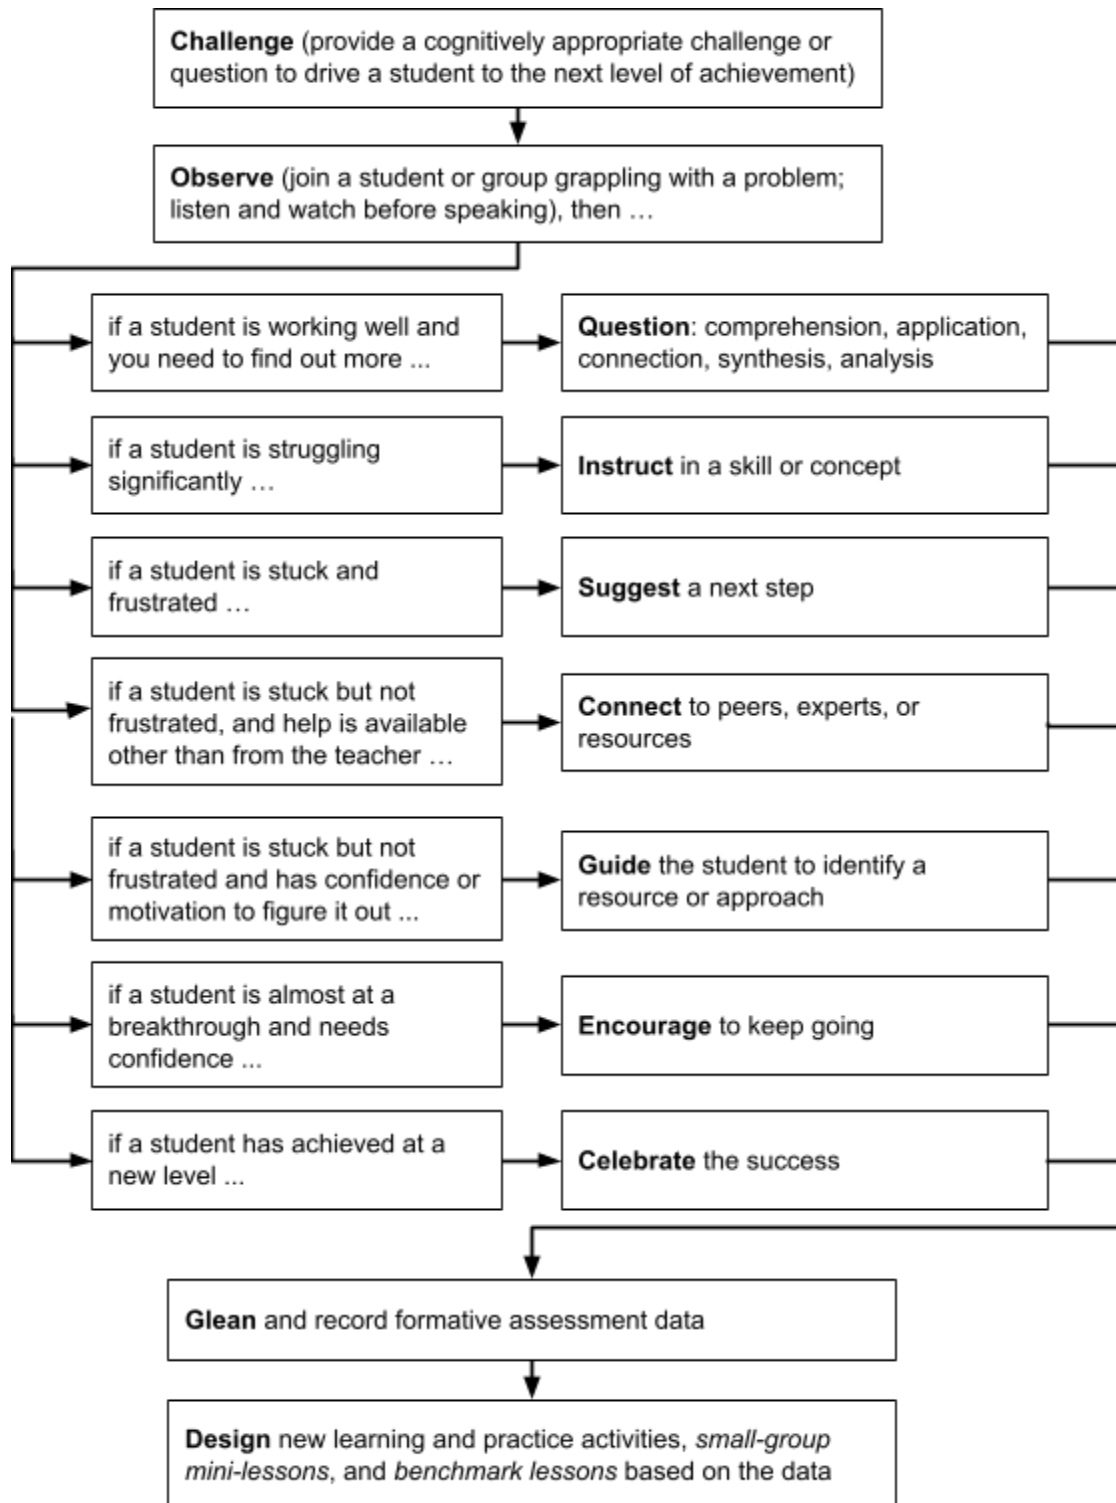 Challenge (provide a cognitively appropriate challenge or
question to drive a student to the next level of achievement)
Observe (join a student or group grappling with a problem;
listen and watch before speaking), then …
if a student is working well and
you need to find out more ...
Question: comprehension, application,
connection, synthesis, analysis
if a student is struggling
significantly …
Instruct in a skill or concept
if a student is stuck and
frustrated …
Suggest a next step
if a student is stuck but not
frustrated, and help is available
other than from the teacher …
Connect to peers, experts, or
resources
if a student is stuck but not
frustrated and has confidence or
motivation to figure it out ...
Guide the student to identify a
resource or approach
if a student is almost at a
breakthrough and needs
confidence ...
Encourage to keep going
if a student has achieved at a
new level ...
Celebrate the success
Glean and record formative assessment data
Design new learning and practice activities, small-group
mini-lessons, and benchmark lessons based on the data